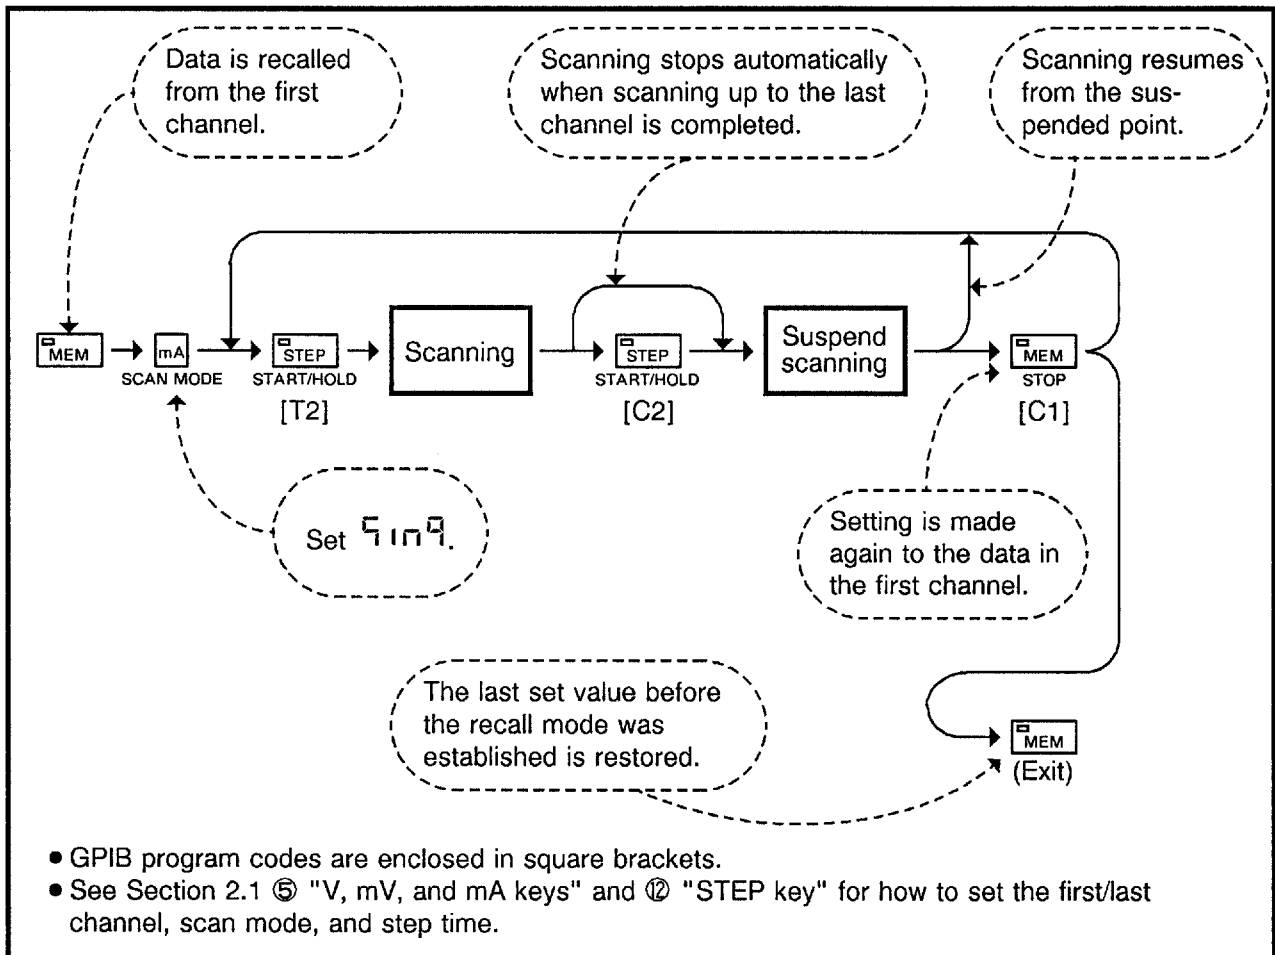 Data is recalled
from the first
channel.
Scanning stops automatically
when scanning up to the last
channel is completed.
Scanning resumes
from the sus-
pended point.
MEM
mA
SCAN MODE
STEP
START/HOLD
[T2]
Scanning
STEP
START/HOLD
[C2]
Suspend
scanning
MEM
STOP
[C1]
Set Sing.
Setting is made
again to the data in
the first channel.
The last set value before
the recall mode was
established is restored.
MEM
(Exit)
● GPIB program codes are enclosed in square brackets.
● See Section 2.1 ⑤ "V, mV, and mA keys" and ⑫ "STEP key" for how to set the first/last
channel, scan mode, and step time.